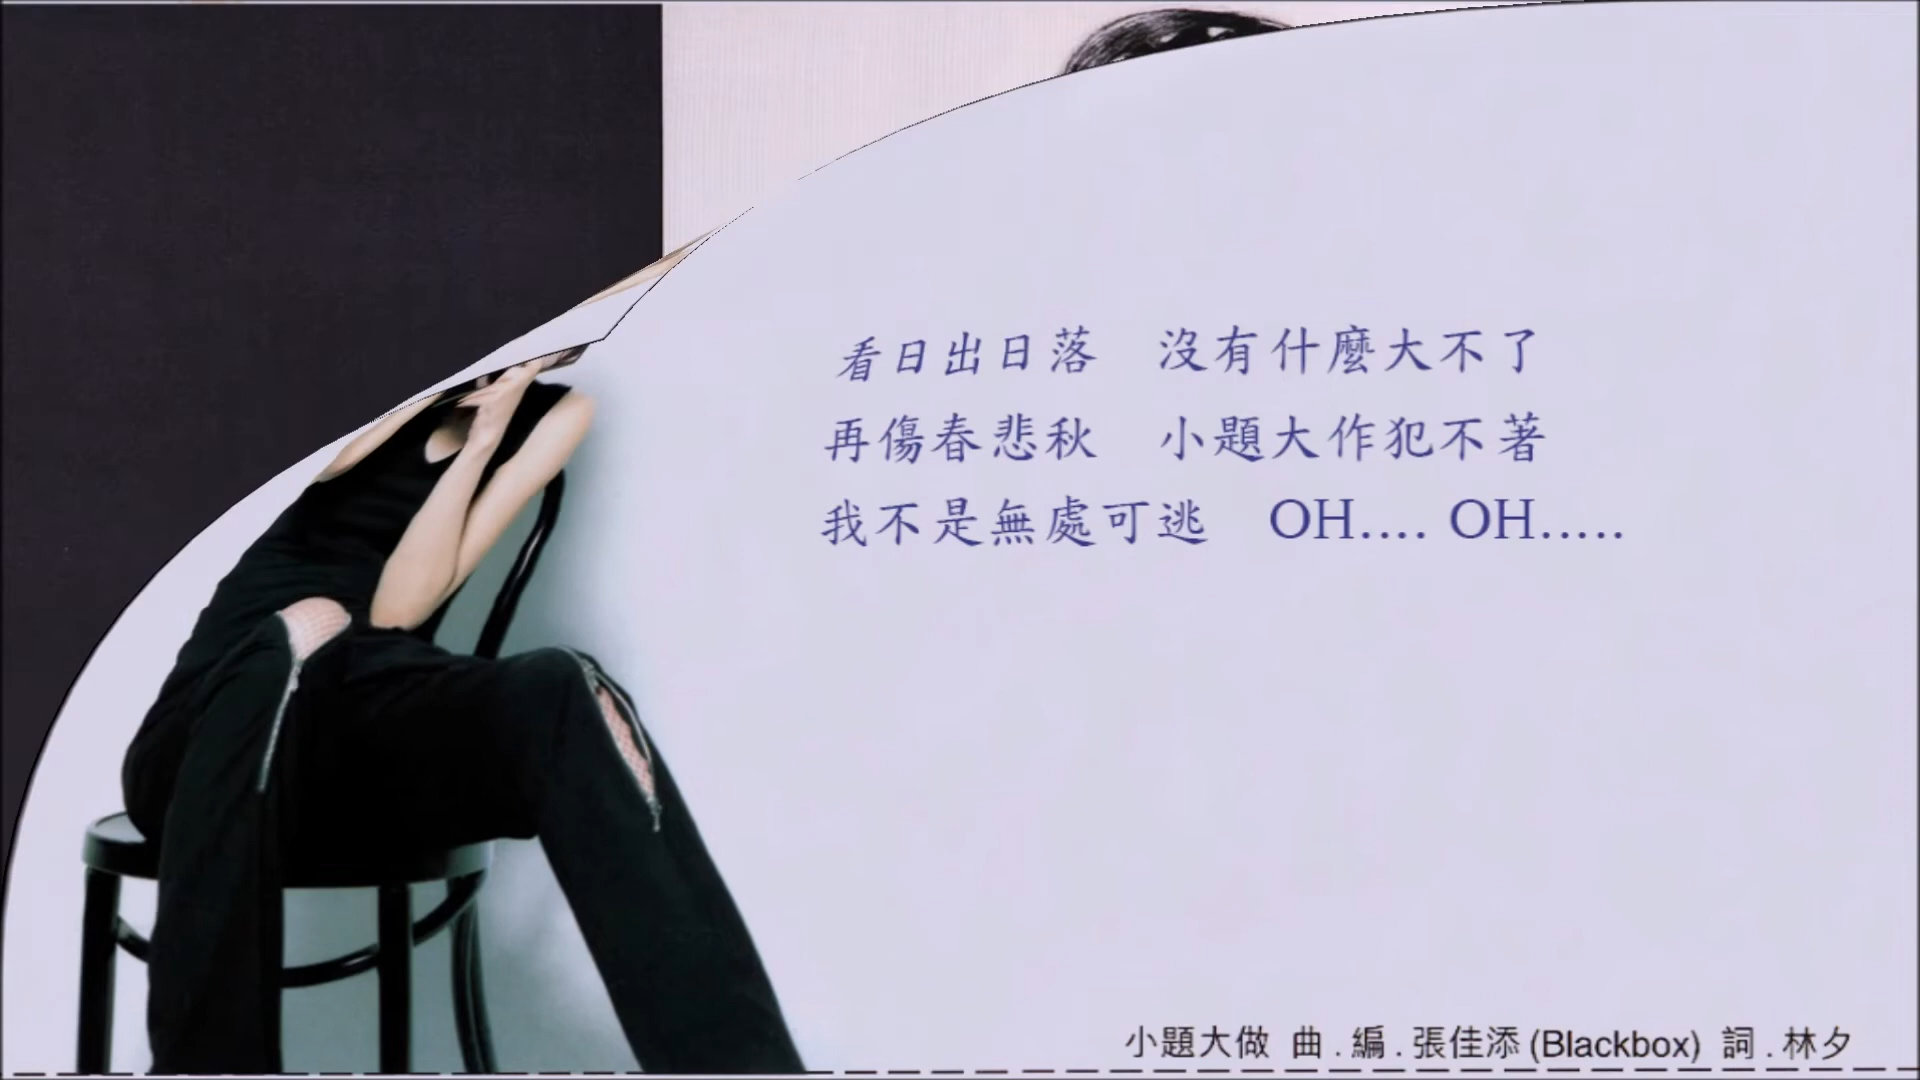 看日出日落 沒有什麼大不了
再傷春悲秋 小題大作犯不著
我不是無處可逃 OH.... OH.....
小題大做 曲.編.張佳添(Blackbox) 詞.林夕